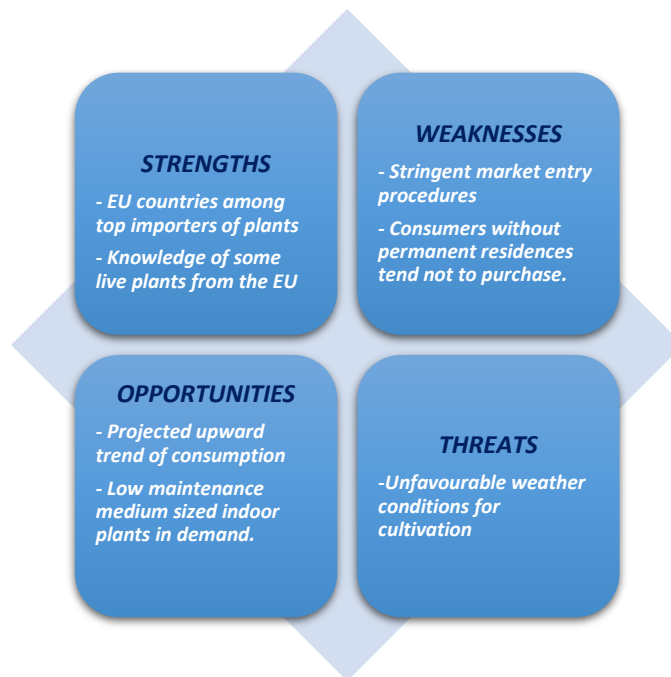 STRENGTHS
- EU countries among
top importers of plants
- Knowledge of some
live plants from the EU
WEAKNESSES
- Stringent market entry
procedures
- Consumers without
permanent residences
tend not to purchase.
OPPORTUNITIES
- Projected upward
trend of consumption
- Low maintenance
medium sized indoor
plants in demand.
THREATS
-Unfavourable weather
conditions for
cultivation